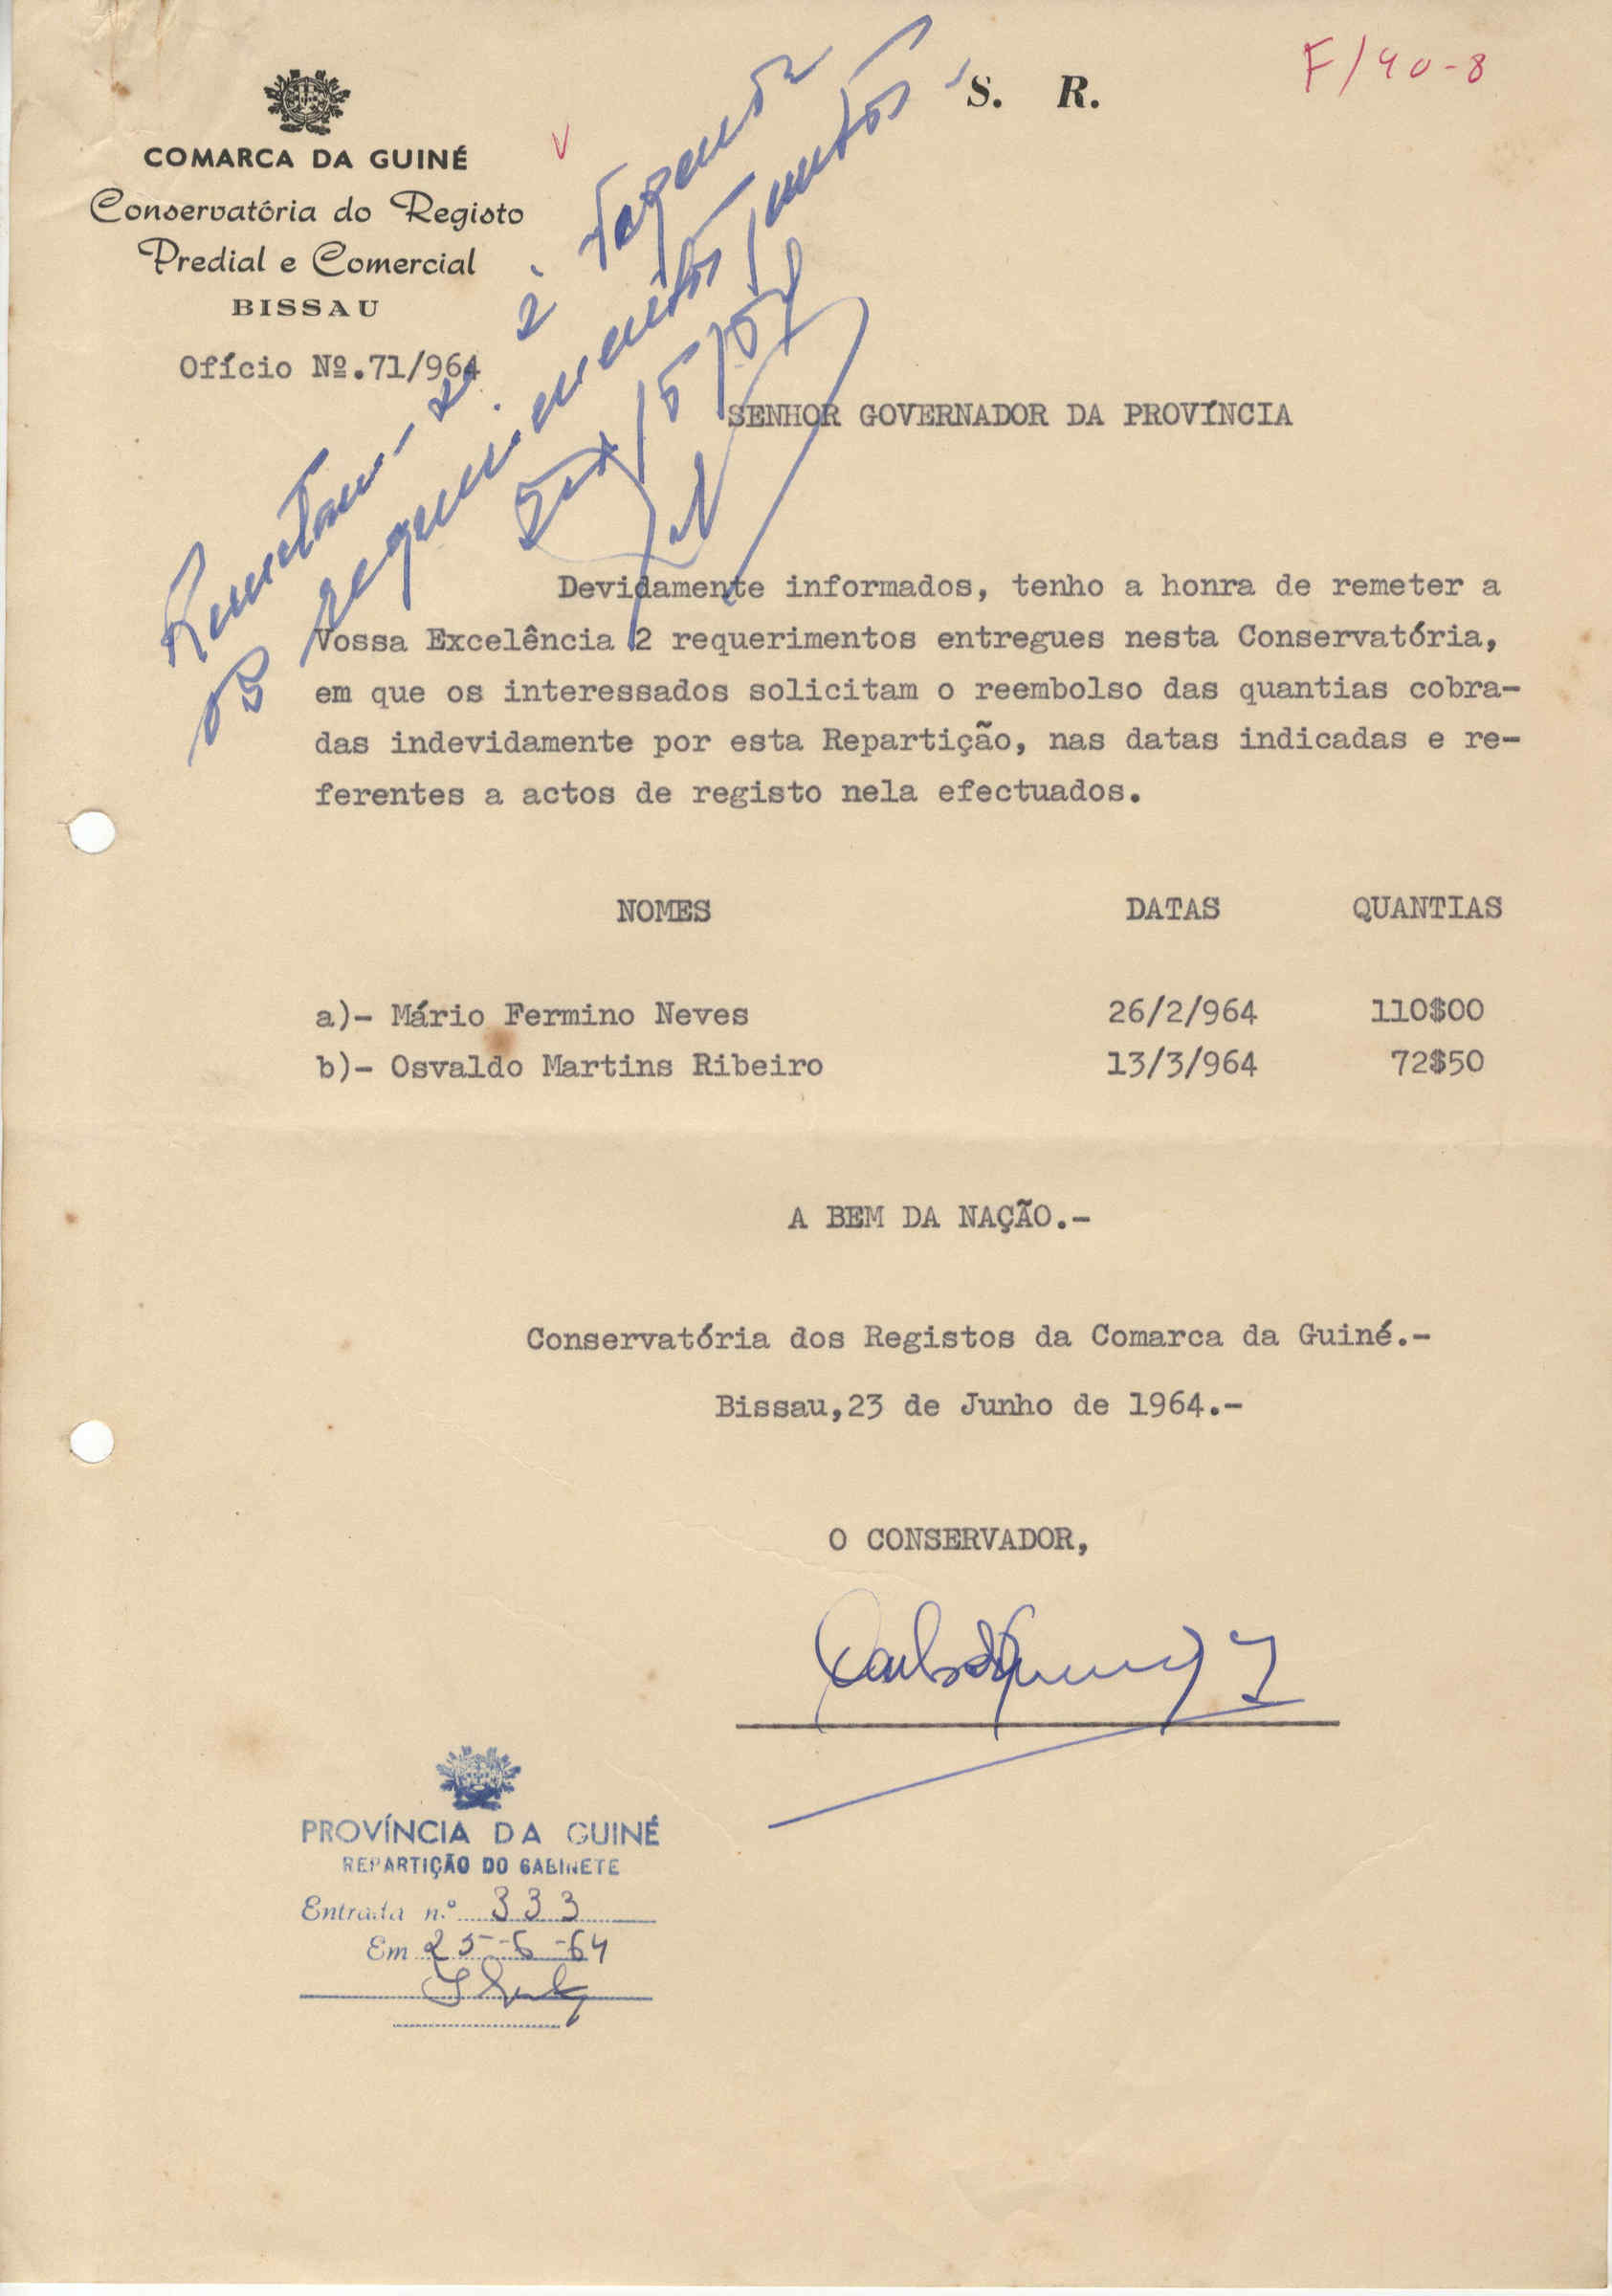 F/40-8
S. R.
COMARCA DA GUINÉ
Conservatória do Registo
Predial e Comercial
BISSAU
Ofício Nº.71/964
à Fazenda
os requerimentos juntos
SENHOR GOVERNADOR DA PROVÍNCIA
Devidamente informados, tenho a honra de remeter a
Vossa Excelência 2 requerimentos entregues nesta Conservatória,
em que os interessados solicitam o reembolso das quantias cobra-
das indevidamente por esta Repartição, nas datas indicadas e re-
ferentes a actos de registo nela efectuados.
NOMES DATAS QUANTIAS
a)- Mário Fermino Neves 26/2/964 110$00
b)- Osvaldo Martins Ribeiro 13/3/964 72$50
A BEM DA NAÇÃO.-
Conservatória dos Registos da Comarca da Guiné.-
Bissau,23 de Junho de 1964.-
O CONSERVADOR,
PROVÍNCIA DA GUINÉ
REPARTIÇÃO DO GABINETE
Entrada n.º 333
Em 25-6-64